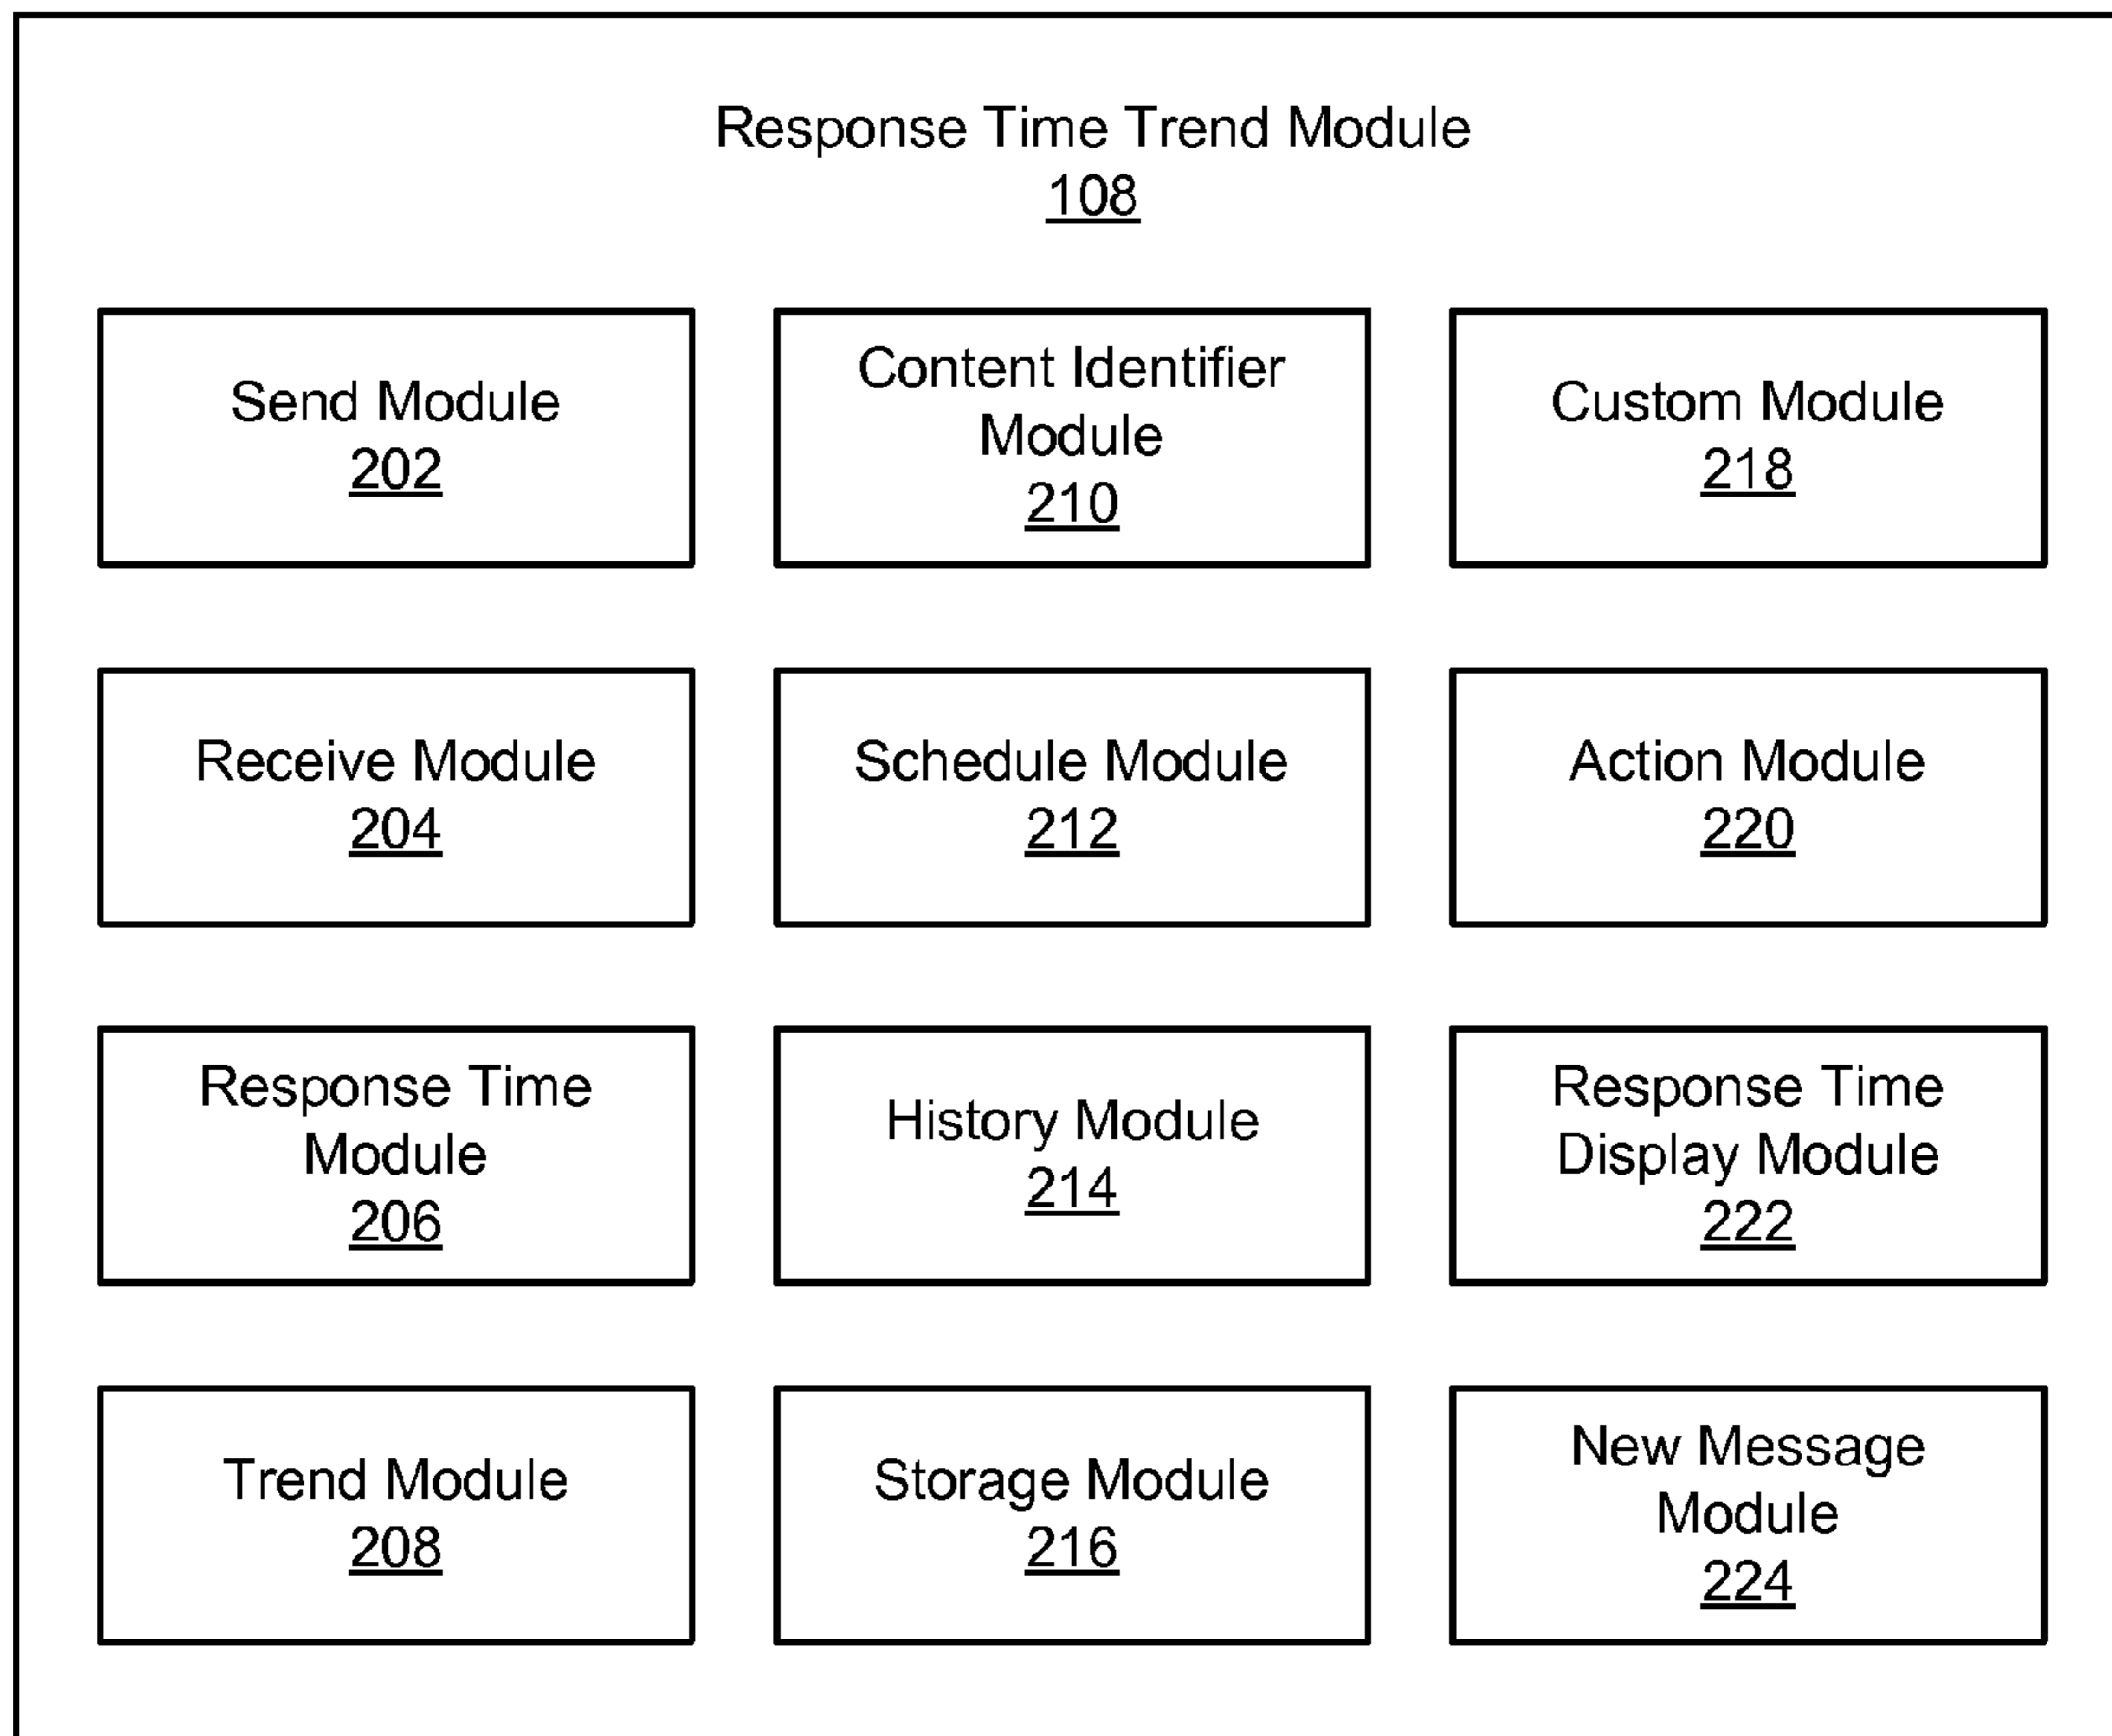 Response Time Trend Module
108
Send Module
202
Content Identifier
Module
210
Custom Module
218
Receive Module
204
Schedule Module
212
Action Module
220
Response Time
Module
206
History Module
214
Response Time
Display Module
222
Trend Module
208
Storage Module
216
New Message
Module
224